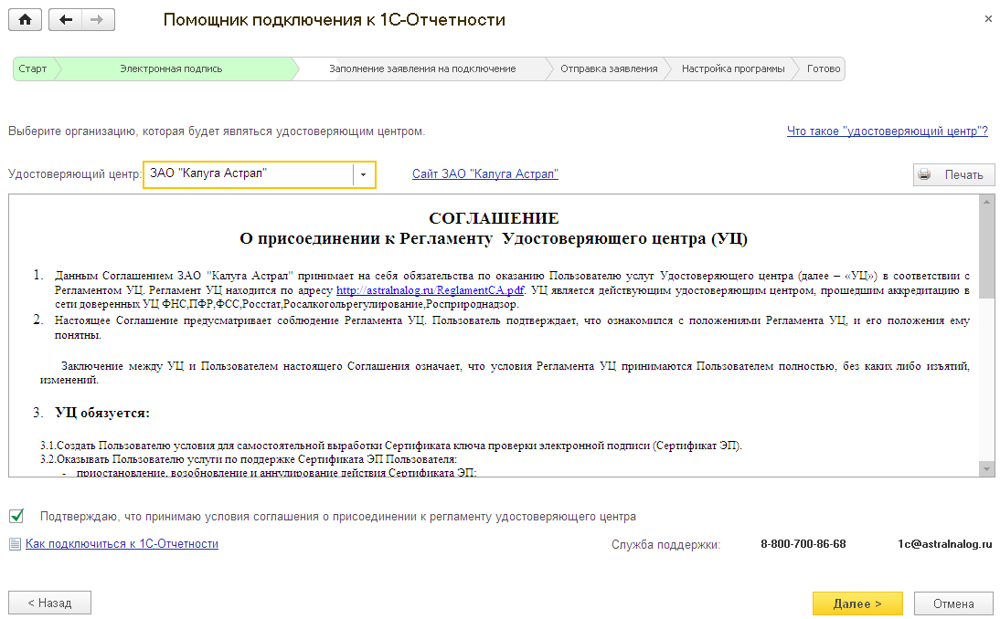 Помощник подключения к 1С-Отчетности
Старт
Электронная подпись
Заполнение заявления на подключение
Отправка заявления
Настройка программы
Готово
Выберите организацию, которая будет являться удостоверяющим центром.
Что такое "удостоверяющий центр"?
Удостоверяющий центр:
ЗАО "Калуга Астрал"
Сайт ЗАО "Калуга Астрал"
Печать
СОГЛАШЕНИЕ
О присоединении к Регламенту Удостоверяющего центра (УЦ)
1. Данным Соглашением ЗАО "Калуга Астрал" принимает на себя обязательства по оказанию Пользователю услуг Удостоверяющего центра (далее – «УЦ») в соответствии с
Регламентом УЦ. Регламент УЦ находится по адресу http://astralnalog.ru/ReglamentCA.pdf. УЦ является действующим удостоверяющим центром, прошедшим аккредитацию в
сети доверенных УЦ ФНС,ПФР,ФСС,Росстат,Росалкогольрегулирование,Росприроднадзор.
2. Настоящее Соглашение предусматривает соблюдение Регламента УЦ. Пользователь подтверждает, что ознакомился с положениями Регламента УЦ, и его положения ему
понятны.
Заключение между УЦ и Пользователем настоящего Соглашения означает, что условия Регламента УЦ принимаются Пользователем полностью, без каких либо изъятий,
изменений.
3. УЦ обязуется:
3.1.Создать Пользователю условия для самостоятельной выработки Сертификата ключа проверки электронной подписи (Сертификат ЭП).
3.2.Оказывать Пользователю услуги по поддержке Сертификата ЭП Пользователя:
- приостановление, возобновление и аннулирование действия Сертификата ЭП;
Подтверждаю, что принимаю условия соглашения о присоединении к регламенту удостоверяющего центра
Как подключиться к 1С-Отчетности
Служба поддержки:
8-800-700-86-68
1c@astralnalog.ru
< Назад
Далее >
Отмена